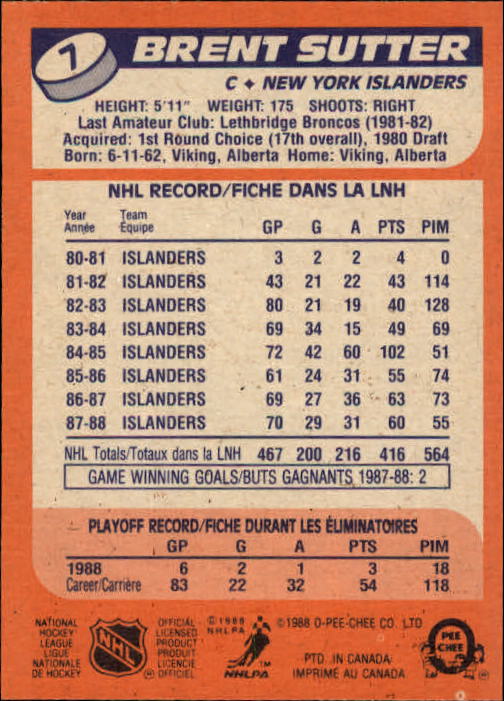 7 BRENT SUTTER
C ♦ NEW YORK ISLANDERS
HEIGHT: 5'11" WEIGHT: 175 SHOOTS: RIGHT
Last Amateur Club: Lethbridge Broncos (1981-82)
Acquired: 1st Round Choice (17th overall), 1980 Draft
Born: 6-11-62, Viking, Alberta Home: Viking, Alberta
NHL RECORD/FICHE DANS LA LNH
Year Team
Année Équipe GP G A PTS PIM
80-81 ISLANDERS 3 2 2 4 0
81-82 ISLANDERS 43 21 22 43 114
82-83 ISLANDERS 80 21 19 40 128
83-84 ISLANDERS 69 34 15 49 69
84-85 ISLANDERS 72 42 60 102 51
85-86 ISLANDERS 61 24 31 55 74
86-87 ISLANDERS 69 27 36 63 73
87-88 ISLANDERS 70 29 31 60 55
NHL Totals/Totaux dans la LNH 467 200 216 416 564
GAME WINNING GOALS/BUTS GAGNANTS 1987-88: 2
PLAYOFF RECORD/FICHE DURANT LES ÉLIMINATOIRES
GP G A PTS PIM
1988 6 2 1 3 18
Career/Carrière 83 22 32 54 118
NATIONAL
HOCKEY
LEAGUE
LIGUE
NATIONALE
DE HOCKEY
NHL
OFFICIAL
LICENSED
PRODUCT
PRODUIT
LICENCIÉ
OFFICIEL
© 1988
NHLPA
NHLPA
TM
© 1988 O-PEE-CHEE CO. LTD
PTD. IN CANADA
IMPRIMÉ AU CANADA
O
PEE
CHEE